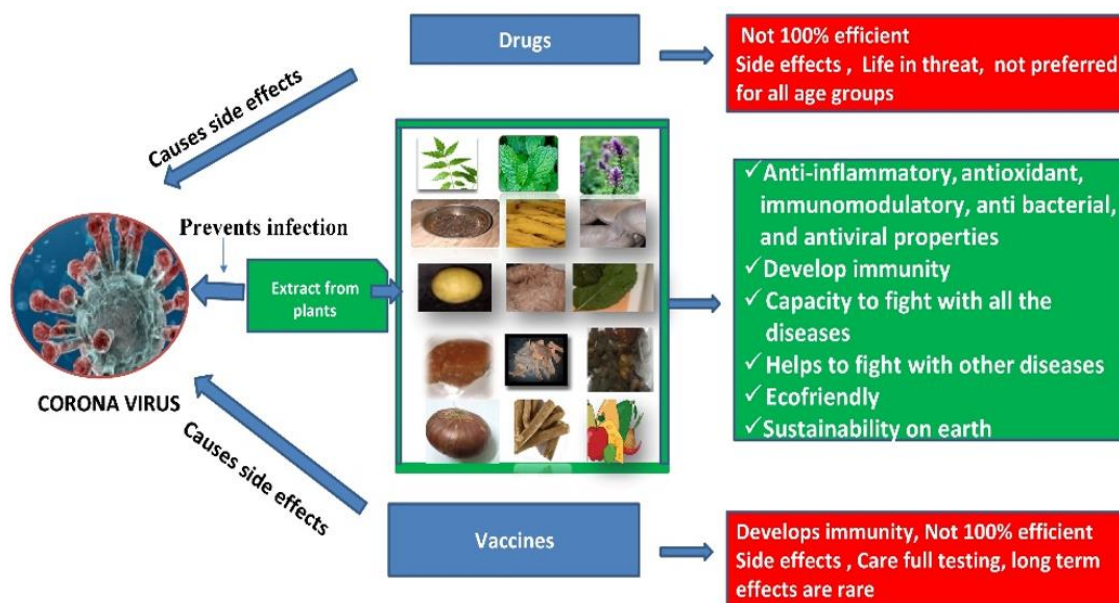 Drugs
Not 100% efficient
Side effects , Life in threat, not preferred
for all age groups
Causes side effects
Prevents infection
Extract from
plants
CORONA VIRUS
✓Anti-inflammatory, antioxidant,
immunomodulatory, anti bacterial,
and antiviral properties
✓Develop immunity
✓Capacity to fight with all the
diseases
✓Helps to fight with other diseases
✓Ecofriendly
✓Sustainability on earth
Causes side effects
Vaccines
Develops immunity, Not 100% efficient
Side effects , Care full testing, long term
effects are rare